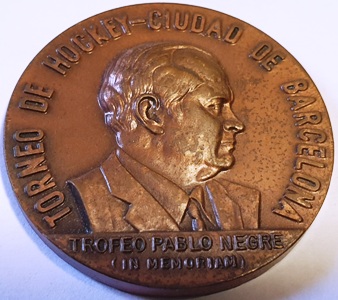 TORNEO DE HOCKEY-CIUDAD DE BARCELONA
TROFEO PABLO NEGRE
(IN MEMORIAM)